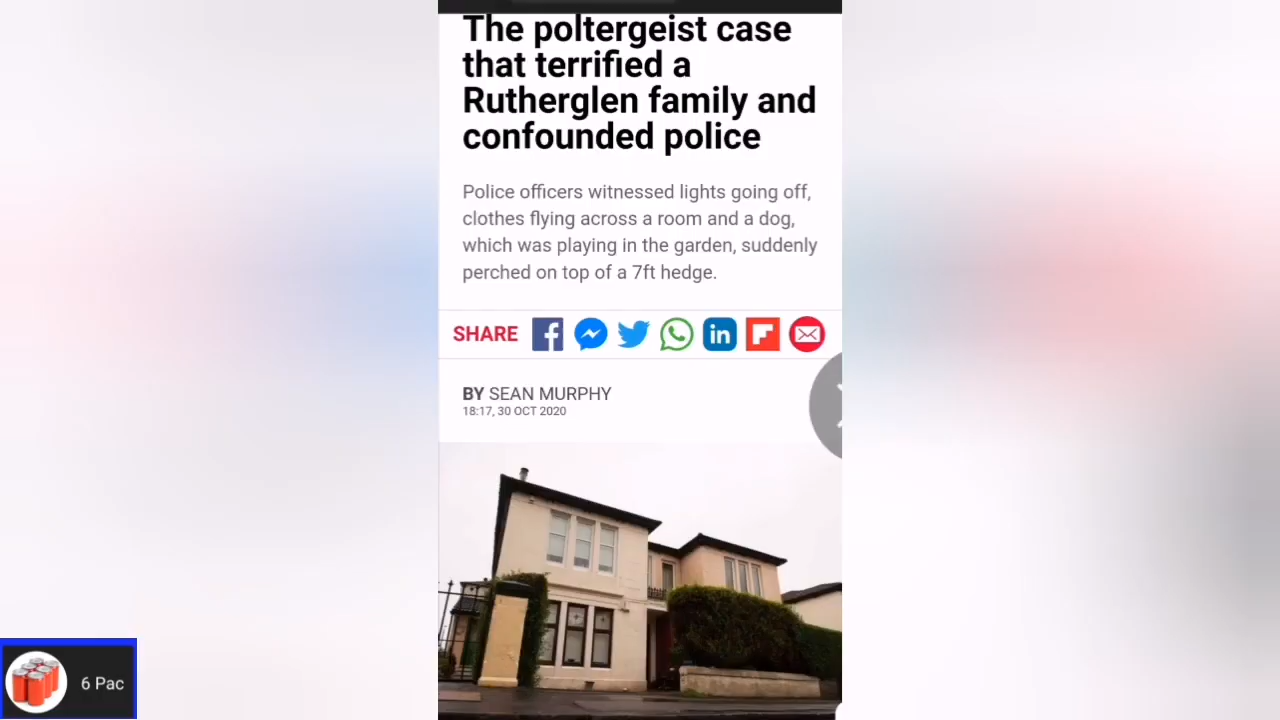 The poltergeist case
that terrified a
Rutherglen family and
confounded police
Police officers witnessed lights going off,
clothes flying across a room and a dog,
which was playing in the garden, suddenly
perched on top of a 7ft hedge.
SHARE
BY SEAN MURPHY
18:17, 30 OCT 2020
6 Pac